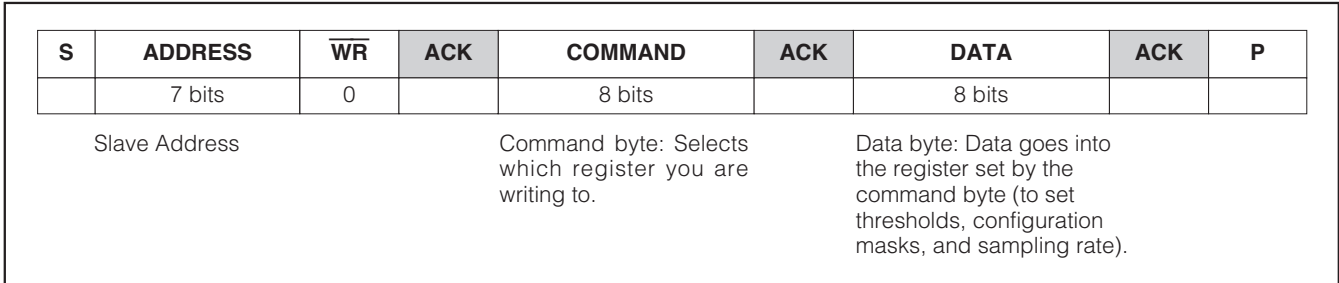 S ADDRESS WR ACK COMMAND ACK DATA ACK P
7 bits 0 8 bits 8 bits
Slave Address
Command byte: Selects
which register you are
writing to.
Data byte: Data goes into
the register set by the
command byte (to set
thresholds, configuration
masks, and sampling rate).